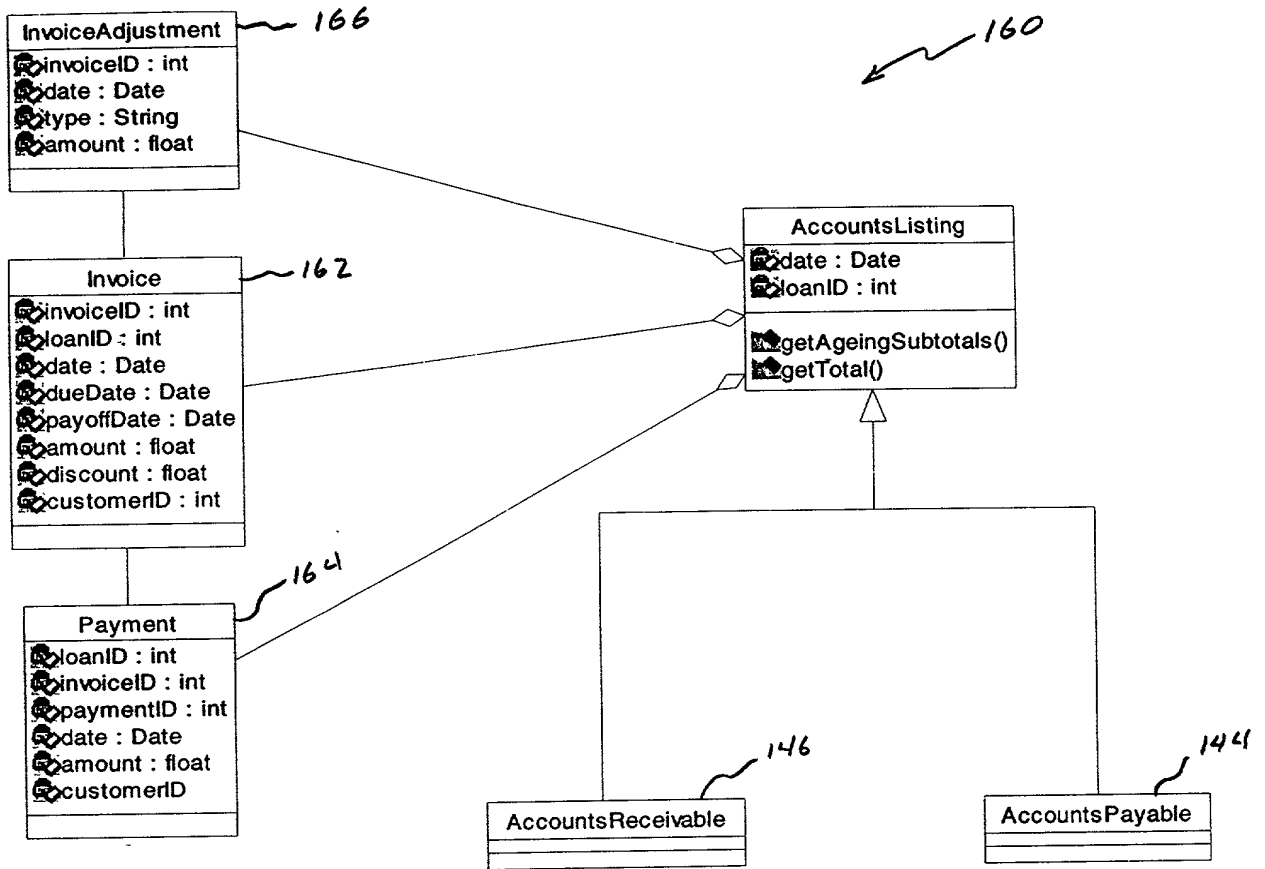 InvoiceAdjustment
invoiceID : int
date : Date
type : String
amount : float
166
160
Invoice
invoiceID : int
loanID : int
date : Date
dueDate : Date
payoffDate : Date
amount : float
discount : float
customerID : int
162
AccountsListing
date : Date
loanID : int
getAgeingSubtotals()
getTotal()
Payment
loanID : int
invoiceID : int
paymentID : int
date : Date
amount : float
customerID
164
AccountsReceivable
146
AccountsPayable
144